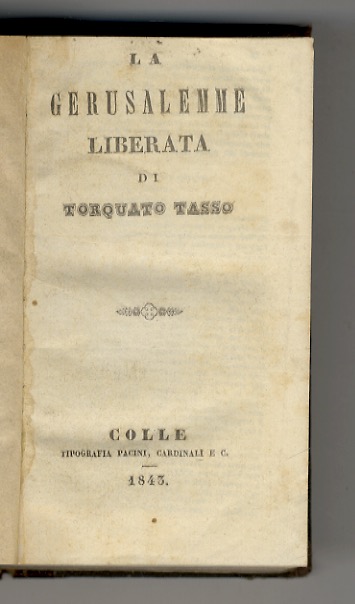 LA
GERUSALEMME
LIBERATA
DI
TORQUATO TASSO
COLLE
TIPOGRAFIA PACINI, CARDINALI E C.
1843.